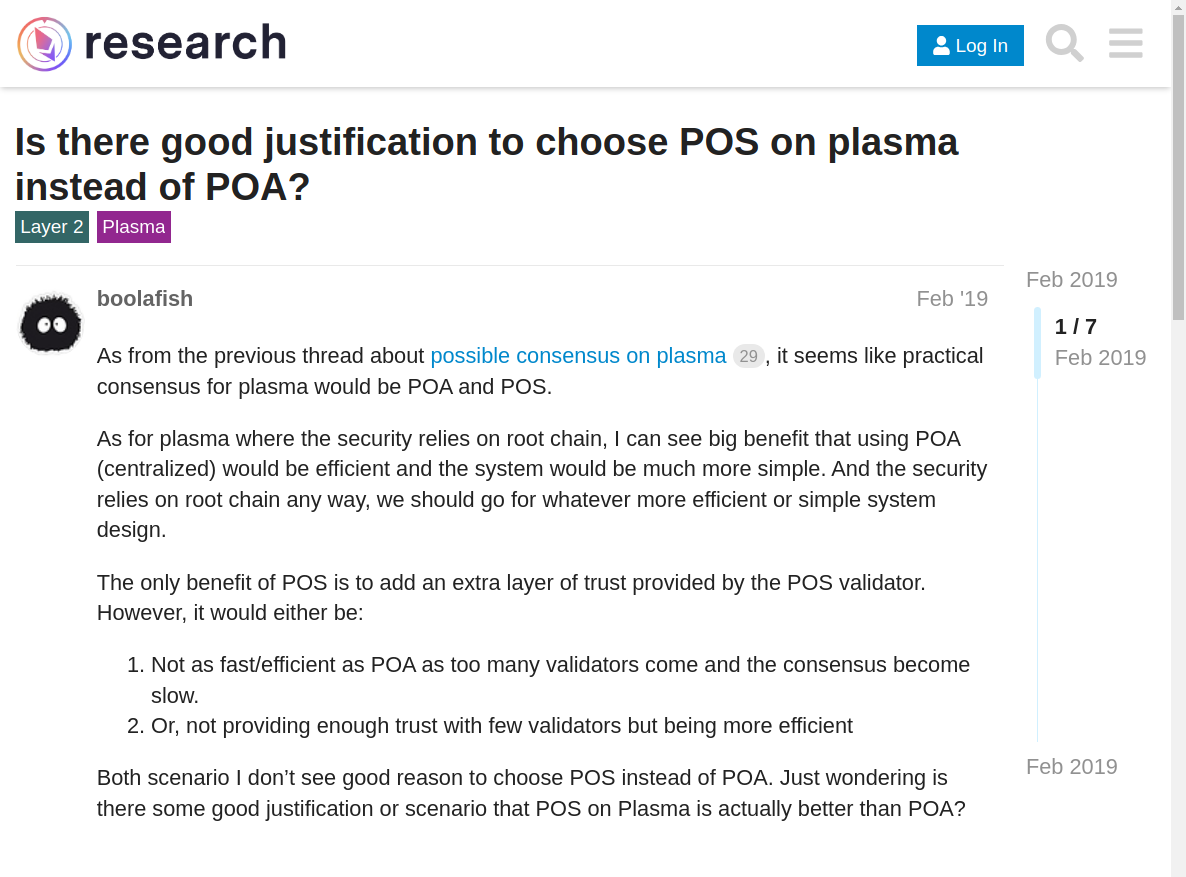 research
Log In
Is there good justification to choose POS on plasma
instead of POA?
Layer 2 Plasma
Feb 2019
boolafish Feb '19
1 / 7
Feb 2019
As from the previous thread about possible consensus on plasma 29, it seems like practical
consensus for plasma would be POA and POS.
As for plasma where the security relies on root chain, I can see big benefit that using POA
(centralized) would be efficient and the system would be much more simple. And the security
relies on root chain any way, we should go for whatever more efficient or simple system
design.
The only benefit of POS is to add an extra layer of trust provided by the POS validator.
However, it would either be:
1. Not as fast/efficient as POA as too many validators come and the consensus become
slow.
2. Or, not providing enough trust with few validators but being more efficient
Both scenario I don’t see good reason to choose POS instead of POA. Just wondering is
there some good justification or scenario that POS on Plasma is actually better than POA?
Feb 2019